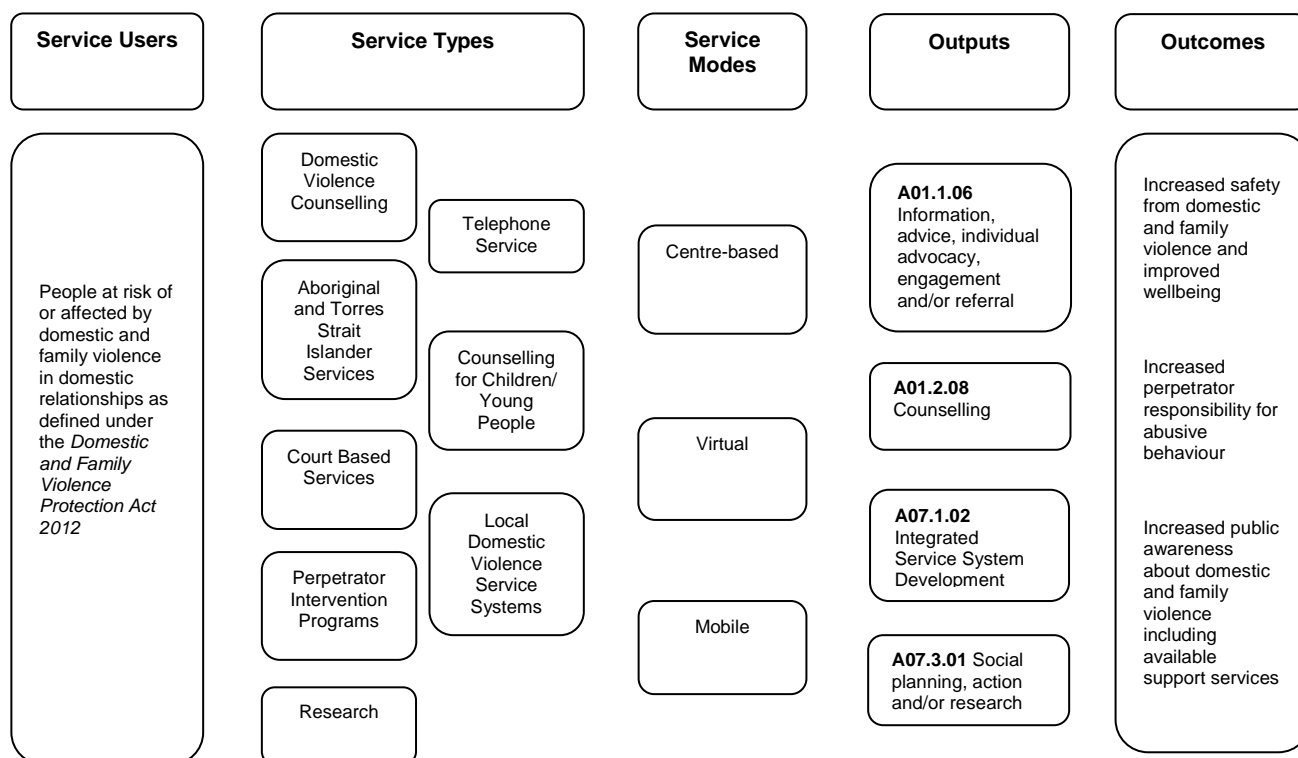 Service Users
Service Types
Service
Modes
Outputs
Outcomes
People at risk of
or affected by
domestic and
family violence
in domestic
relationships as
defined under
the Domestic
and Family
Violence
Protection Act
2012
Domestic
Violence
Counselling
Aboriginal
and Torres
Strait
Islander
Services
Court Based
Services
Perpetrator
Intervention
Programs
Research
Telephone
Service
Counselling
for Children/
Young
People
Local
Domestic
Violence
Service
Systems
Centre-based
Virtual
Mobile
A01.1.06
Information,
advice, individual
advocacy,
engagement
and/or referral
A01.2.08
Counselling
A07.1.02
Integrated
Service System
Development
A07.3.01 Social
planning, action
and/or research
Increased safety
from domestic
and family
violence and
improved
wellbeing
Increased
perpetrator
responsibility for
abusive
behaviour
Increased public
awareness
about domestic
and family
violence
including
available
support services